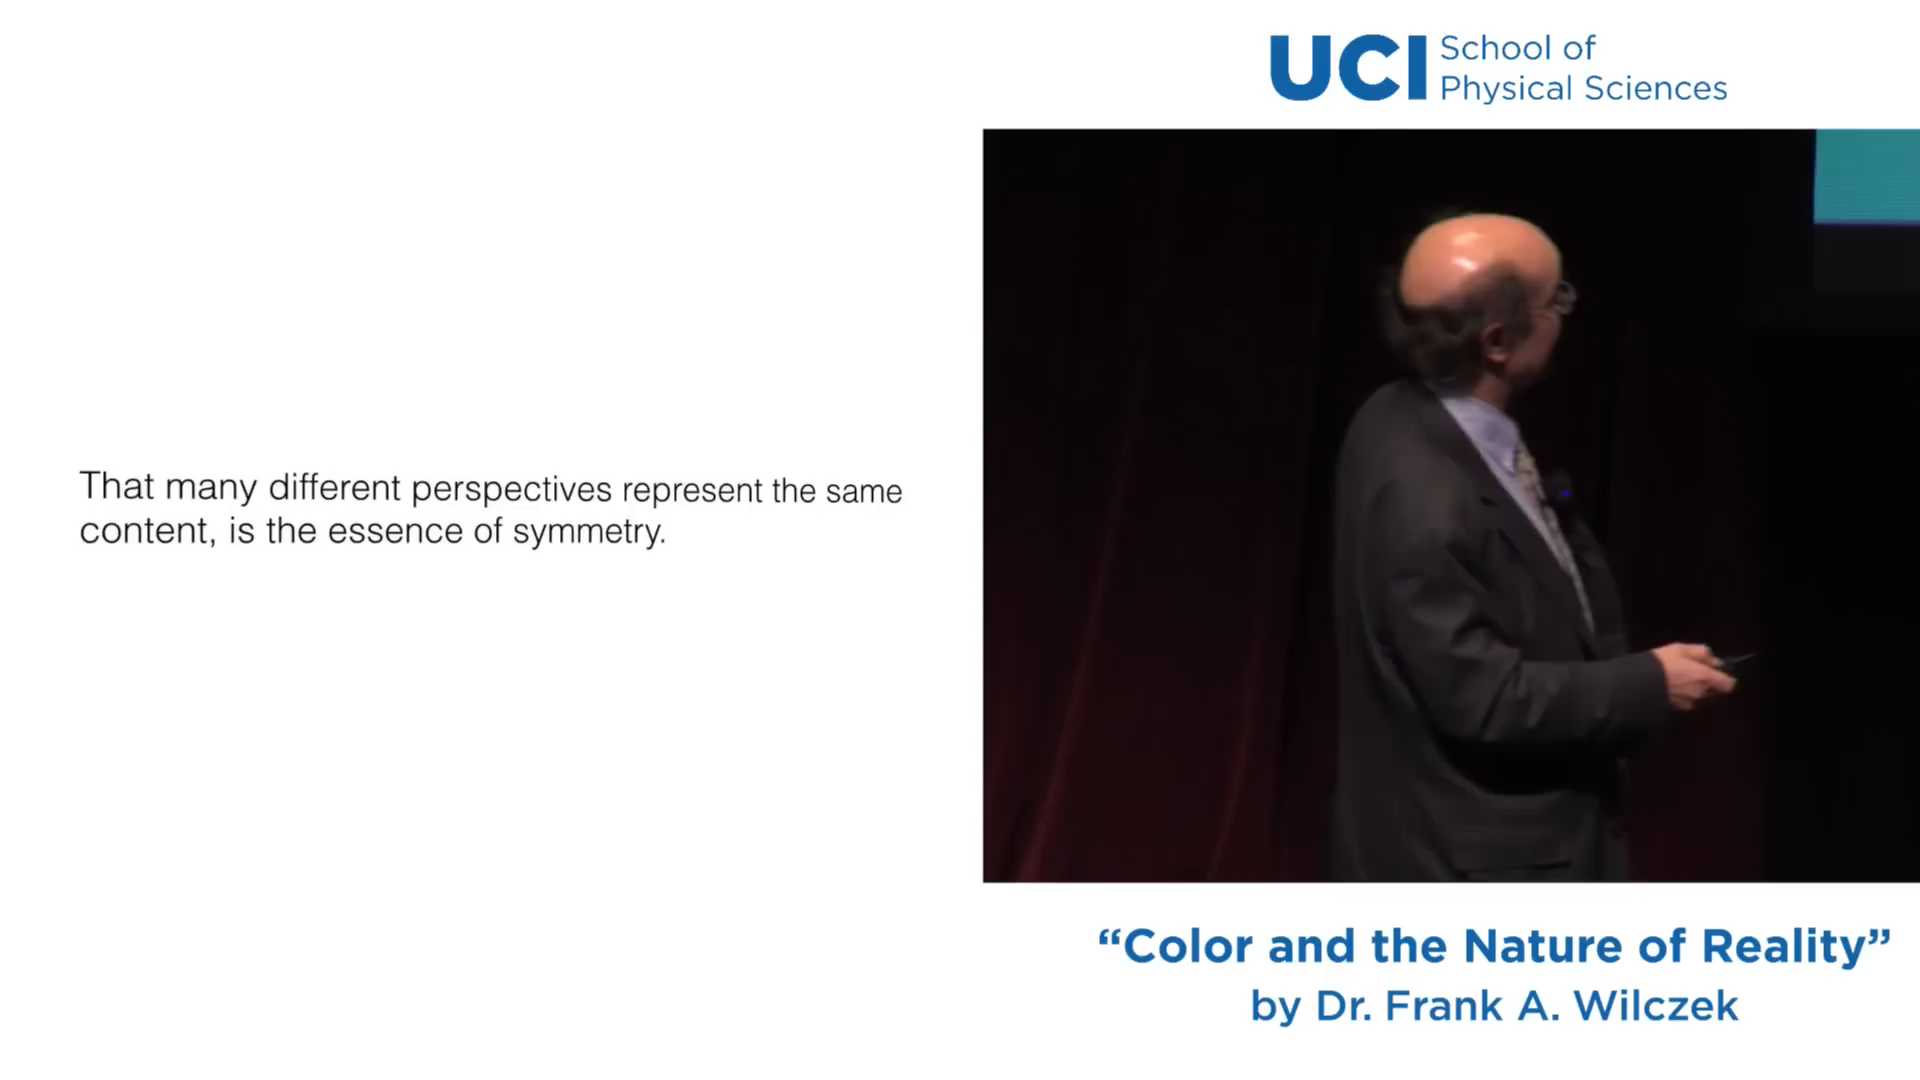 UCI School of
Physical Sciences
That many different perspectives represent the same
content, is the essence of symmetry.
“Color and the Nature of Reality”
by Dr. Frank A. Wilczek